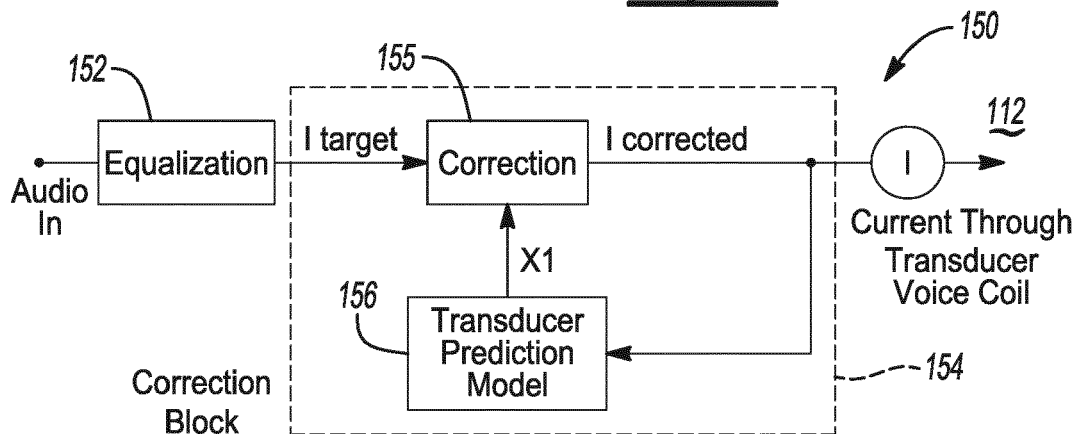 150
152
155
112
I target
I corrected
Equalization
Correction
I
Audio
In
Current Through
Transducer
Voice Coil
X1
156
Transducer
Prediction
Model
154
Correction
Block